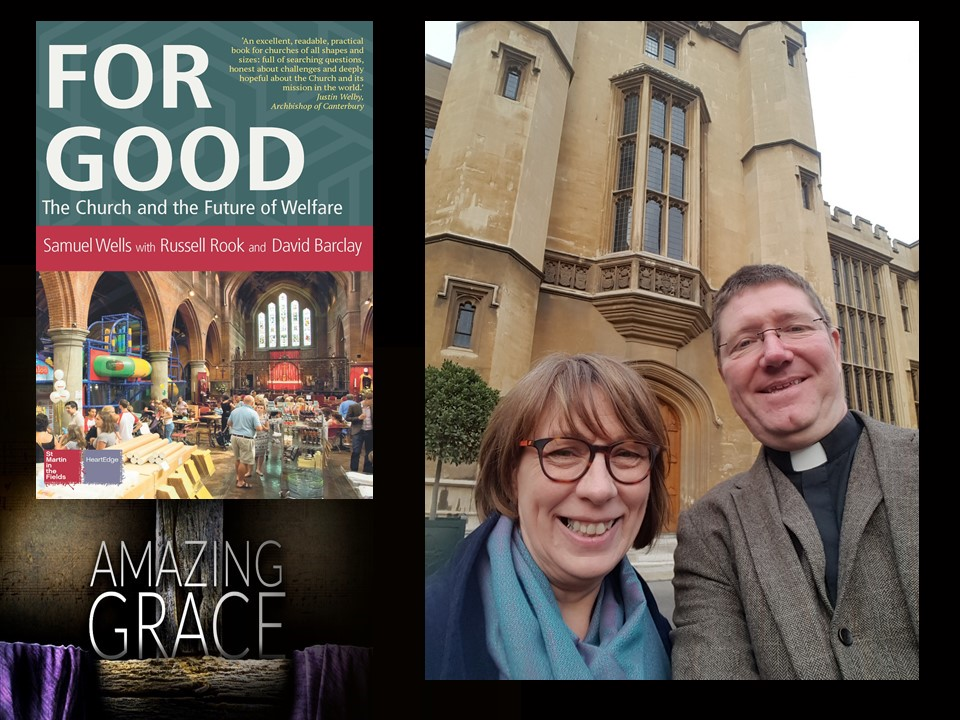 FOR
GOOD
'An excellent, readable, practical
book for churches of all shapes and
sizes: full of searching questions,
honest about challenges and deeply
hopeful about the Church and its
mission in the world.'
Justin Welby,
Archbishop of Canterbury
The Church and the Future of Welfare
Samuel Wells with Russell Rook and David Barclay
St
Martin
in
the
Fields
HeartEdge
AMAZING
GRACE